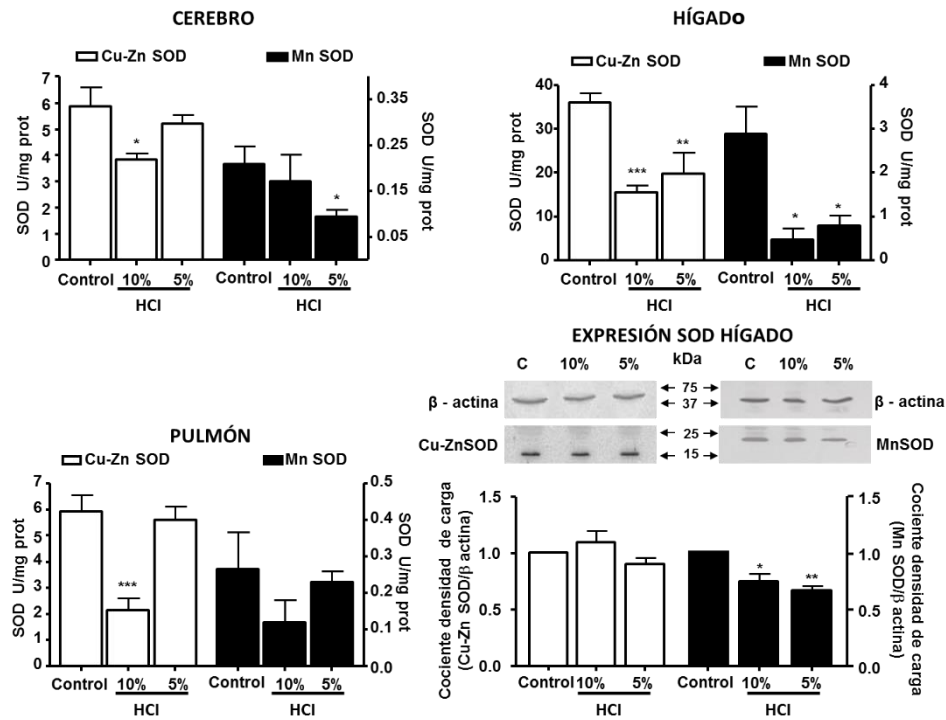 CEREBRO
Cu-Zn SOD
Mn SOD
SOD U/mg prot
7
6
5
4
3
2
1
0
*
*
0.35
0.25
0.15
0.05
SOD U/mg prot
Control 10% 5% Control 10% 5%
HCI HCI
HÍGADO
Cu-Zn SOD
Mn SOD
SOD U/mg prot
40
30
20
10
0
***
**
*
*
4
3
2
1
0
SOD U/mg prot
Control 10% 5% Control 10% 5%
HCI HCI
PULMÓN
Cu-Zn SOD
Mn SOD
SOD U/mg prot
7
6
5
4
3
2
1
0
***
0.5
0.4
0.3
0.2
0.1
0.0
SOD U/mg prot
Control 10% 5% Control 10% 5%
HCI HCI
EXPRESIÓN SOD HÍGADO
C 10% 5% kDa C 10% 5%
β - actina
75
37
β - actina
Cu-ZnSOD
25
15
MnSOD
Cociente densidad de carga
(Cu-Zn SOD/β actina)
1.5
1.0
0.5
0.0
*
**
1.5
1.0
0.5
0.0
Cociente densidad de carga
(Mn SOD/β actina)
Control 10% 5% Control 10% 5%
HCI HCI